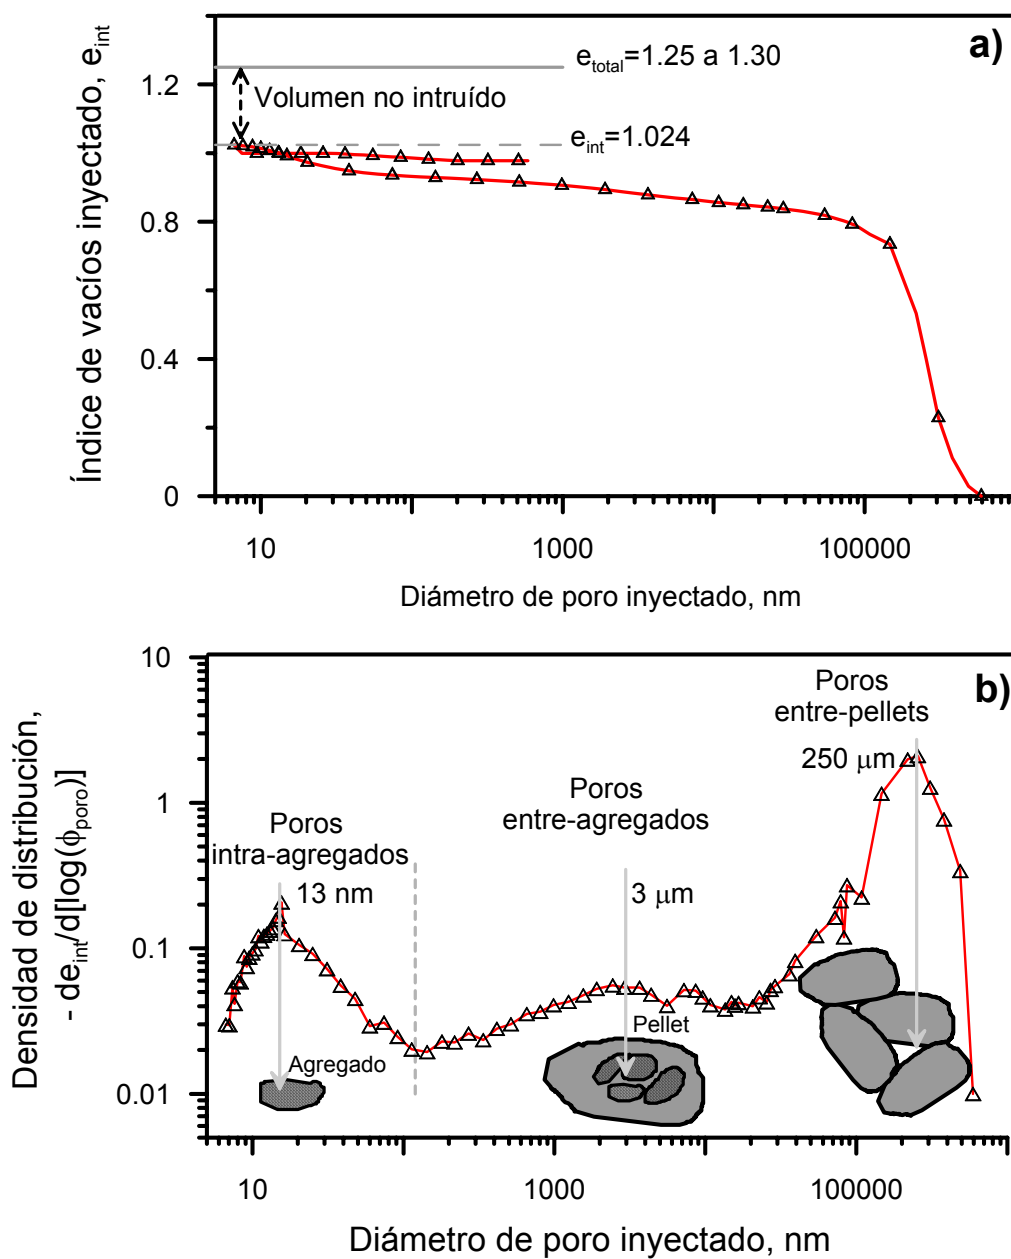 a)
e_total=1.25 a 1.30
1.2
Volumen no intruído
e_int=1.024
Índice de vacíos inyectado, e_int
0.8
0.4
0
10
1000
100000
Diámetro de poro inyectado, nm
b)
10
Poros
entre-pellets
250 μm
1
Poros
entre-agregados
3 μm
Poros
intra-agregados
13 nm
Densidad de distribución,
- de_int/d[log(ϕ_poro)]
0.1
Pellet
Agregado
0.01
10
1000
100000
Diámetro de poro inyectado, nm